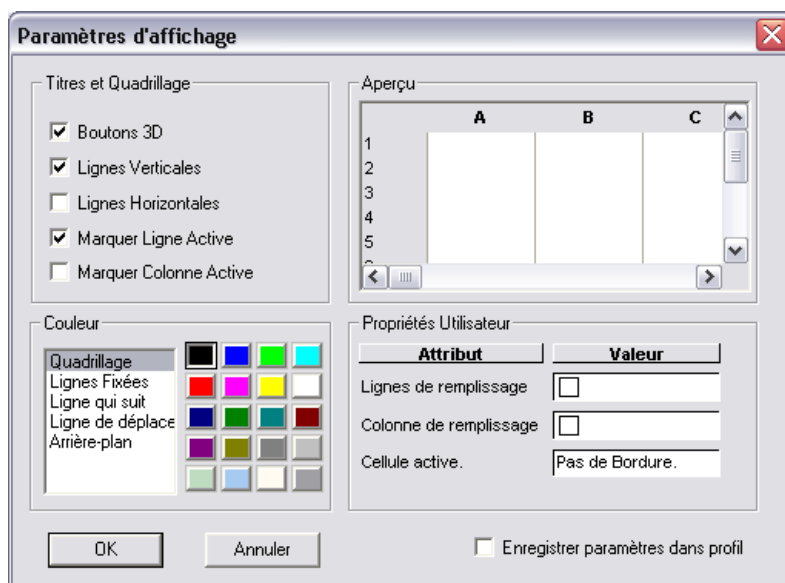 Paramètres d'affichage
Titres et Quadrillage
Boutons 3D
Lignes Verticales
Lignes Horizontales
Marquer Ligne Active
Marquer Colonne Active
Aperçu
A B C
1
2
3
4
5
Couleur
Quadrillage
Lignes Fixées
Ligne qui suit
Ligne de déplace
Arrière-plan
Propriétés Utilisateur
Attribut Valeur
Lignes de remplissage
Colonne de remplissage
Cellule active. Pas de Bordure.
OK Annuler Enregistrer paramètres dans profil